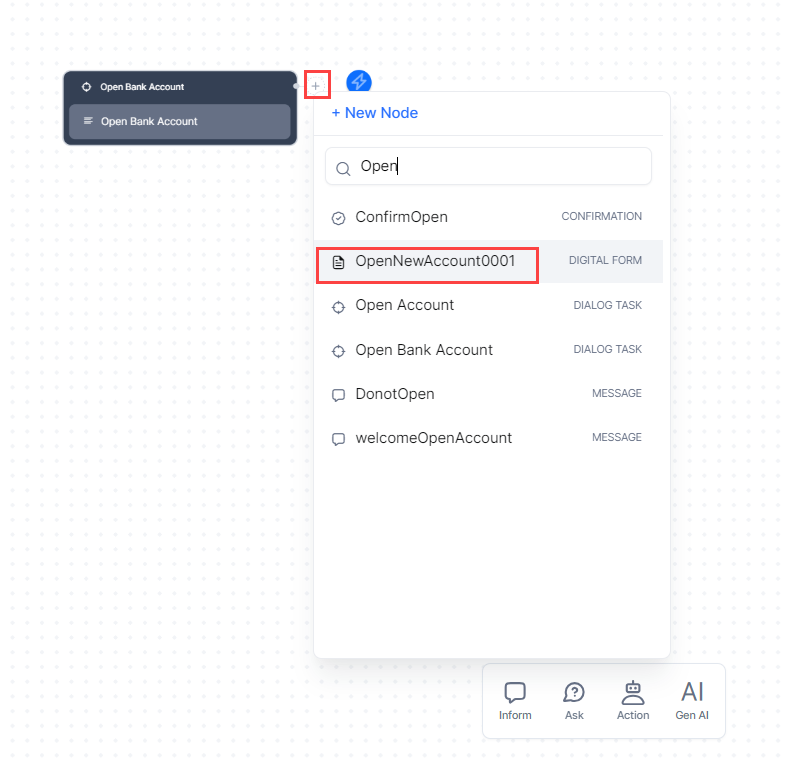 Open Bank Account
Open Bank Account
+ New Node
Open
ConfirmOpen CONFIRMATION
OpenNewAccount0001 DIGITAL FORM
Open Account DIALOG TASK
Open Bank Account DIALOG TASK
DonotOpen MESSAGE
welcomeOpenAccount MESSAGE
Inform Ask Action AI Gen AI